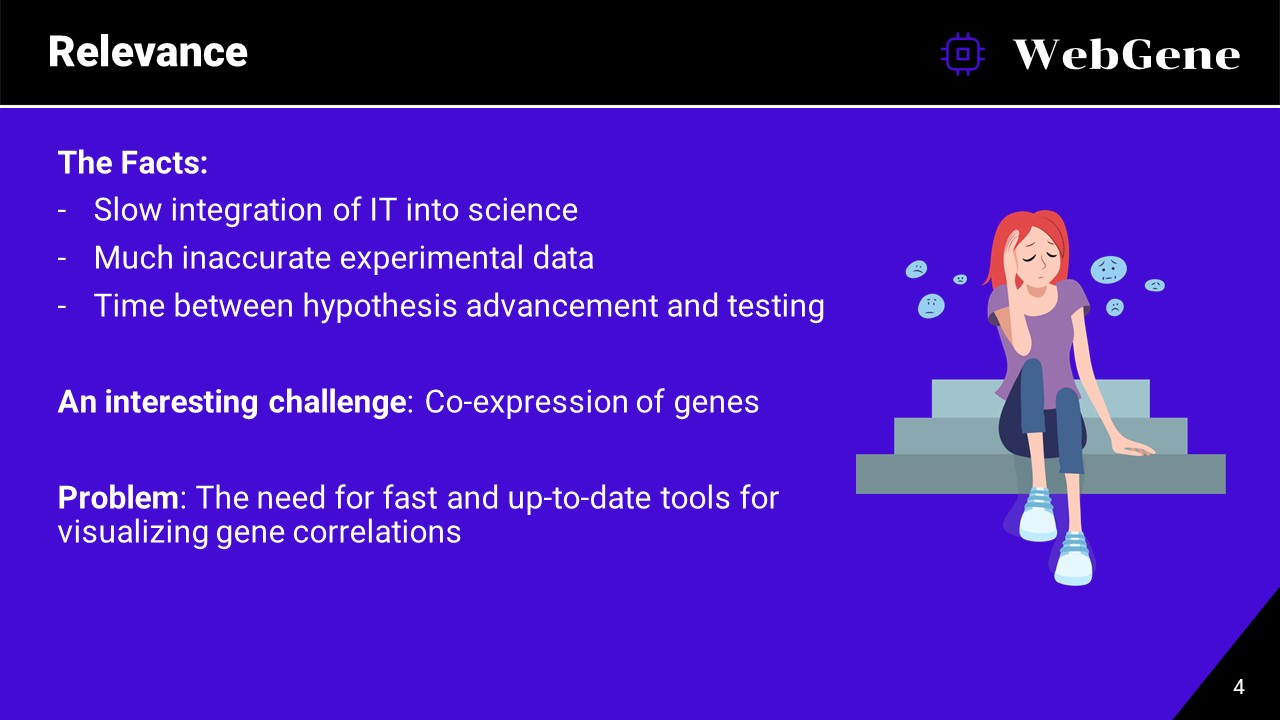 Relevance
WebGene
The Facts:
- Slow integration of IT into science
- Much inaccurate experimental data
- Time between hypothesis advancement and testing
An interesting challenge: Co-expression of genes
Problem: The need for fast and up-to-date tools for
visualizing gene correlations
4